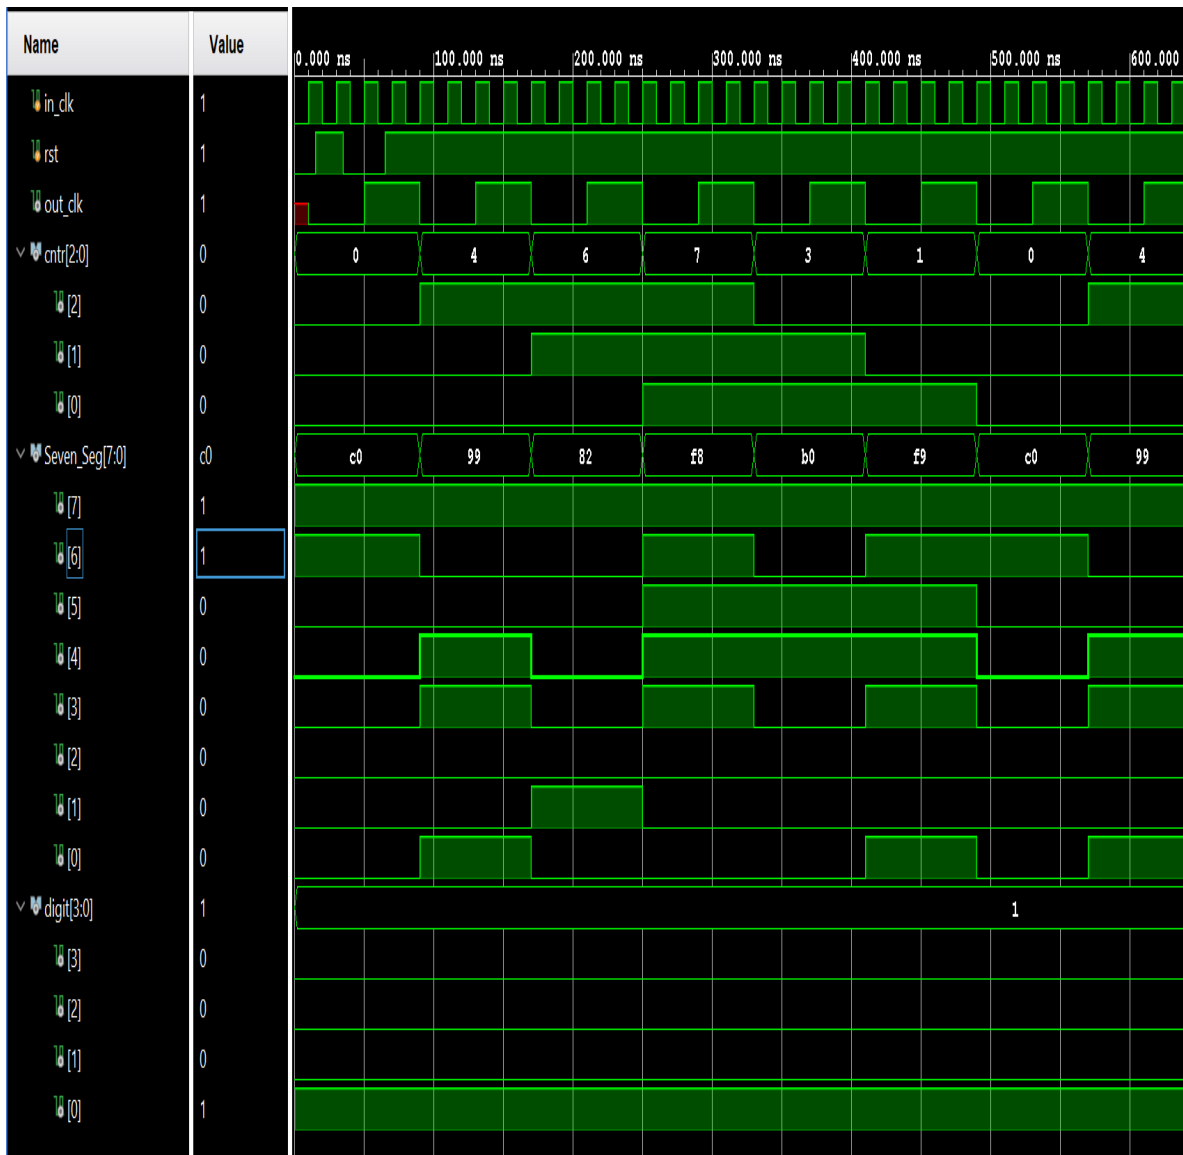 Name Value
0.000 ns 100.000 ns 200.000 ns 300.000 ns 400.000 ns 500.000 ns 600.000
in_clk 1
rst 1
out_clk 1
cntr[2:0] 0 0 4 6 7 3 1 0 4
[2] 0
[1] 0
[0] 0
Seven_Seg[7:0] c0 c0 99 82 f8 b0 f9 c0 99
[7] 1
[6] 1
[5] 0
[4] 0
[3] 0
[2] 0
[1] 0
[0] 0
digit[3:0] 1 1
[3] 0
[2] 0
[1] 0
[0] 1